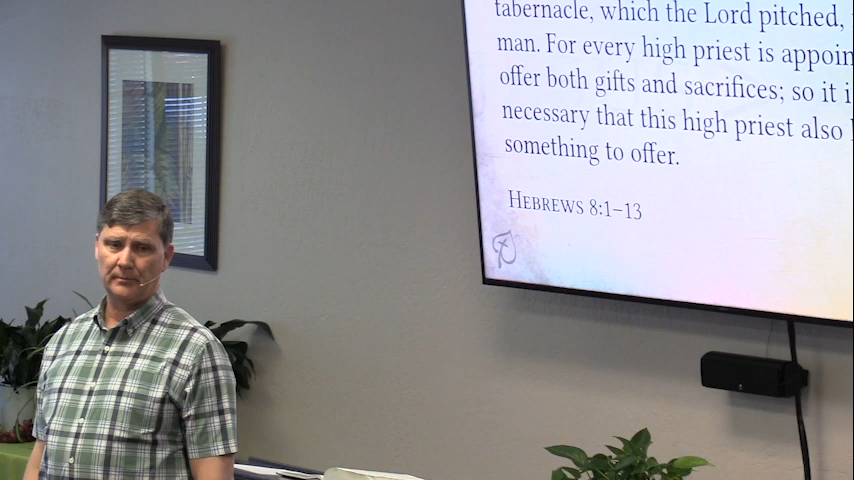 tabernacle, which the Lord pitched,
man. For every high priest is appoin
offer both gifts and sacrifices; so it i
necessary that this high priest also
something to offer.
HEBREWS 8:1–13